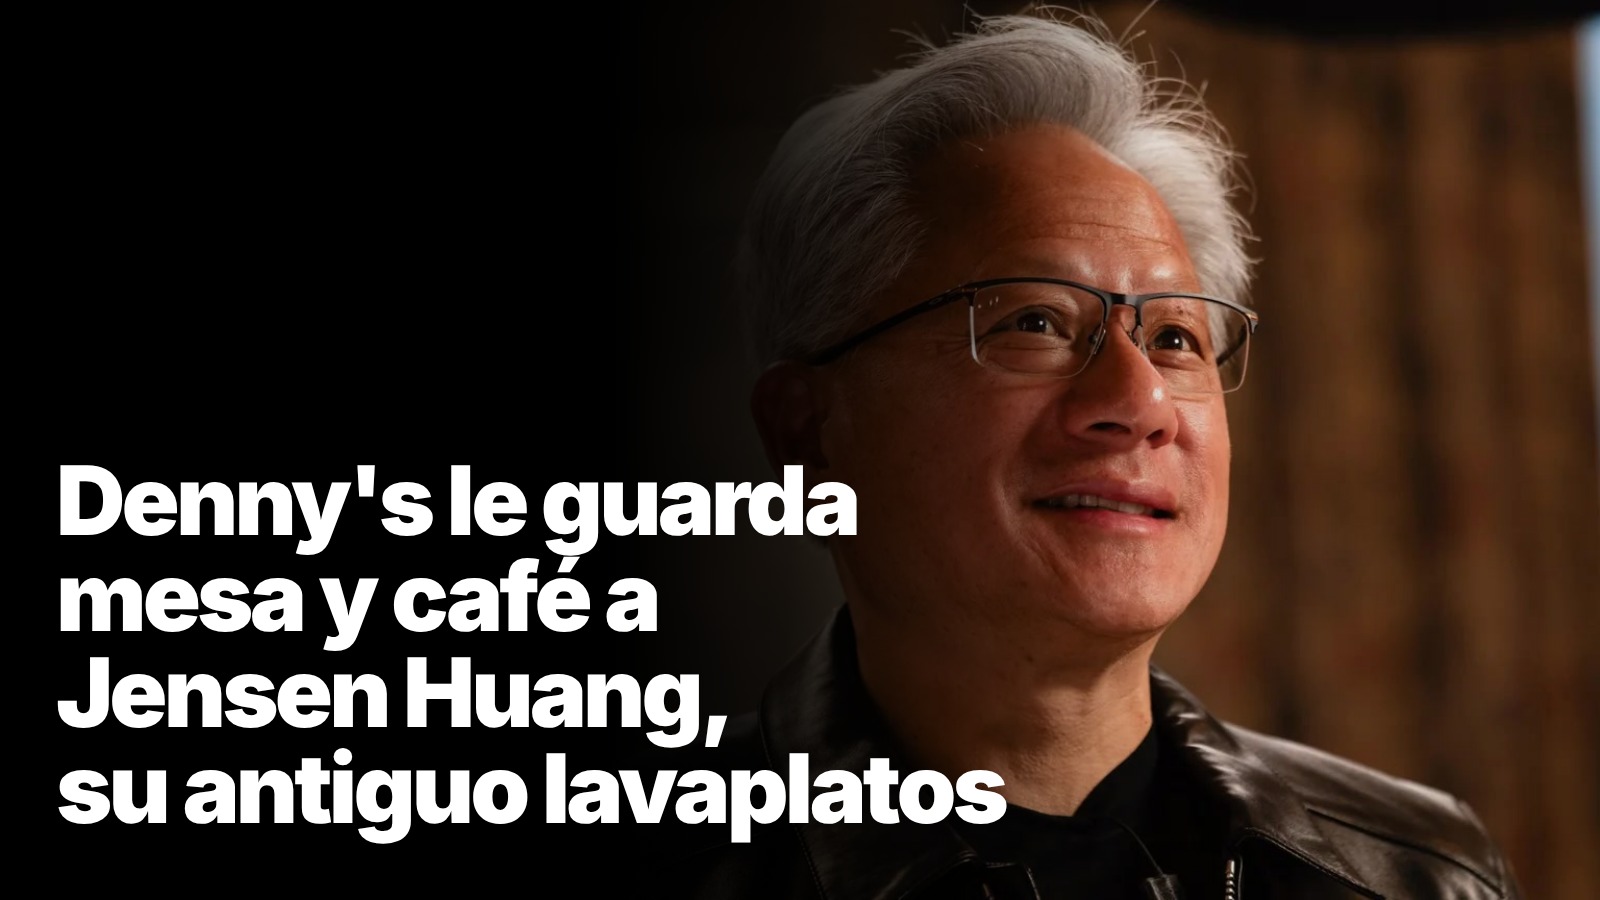 Denny's le guarda
mesa y café a
Jensen Huang,
su antiguo lavaplatos